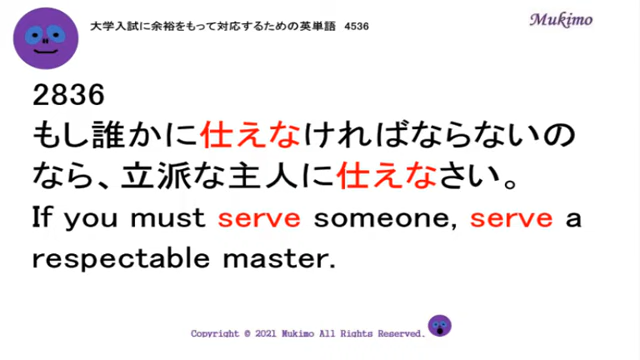 大学入試に余裕をもって対応するための英単語 4536
Mukimo
2836
もし誰かに仕えなければならないの
なら、立派な主人に仕えなさい。
If you must serve someone, serve a
respectable master.
Copyright © 2021 Mukimo All Rights Reserved.